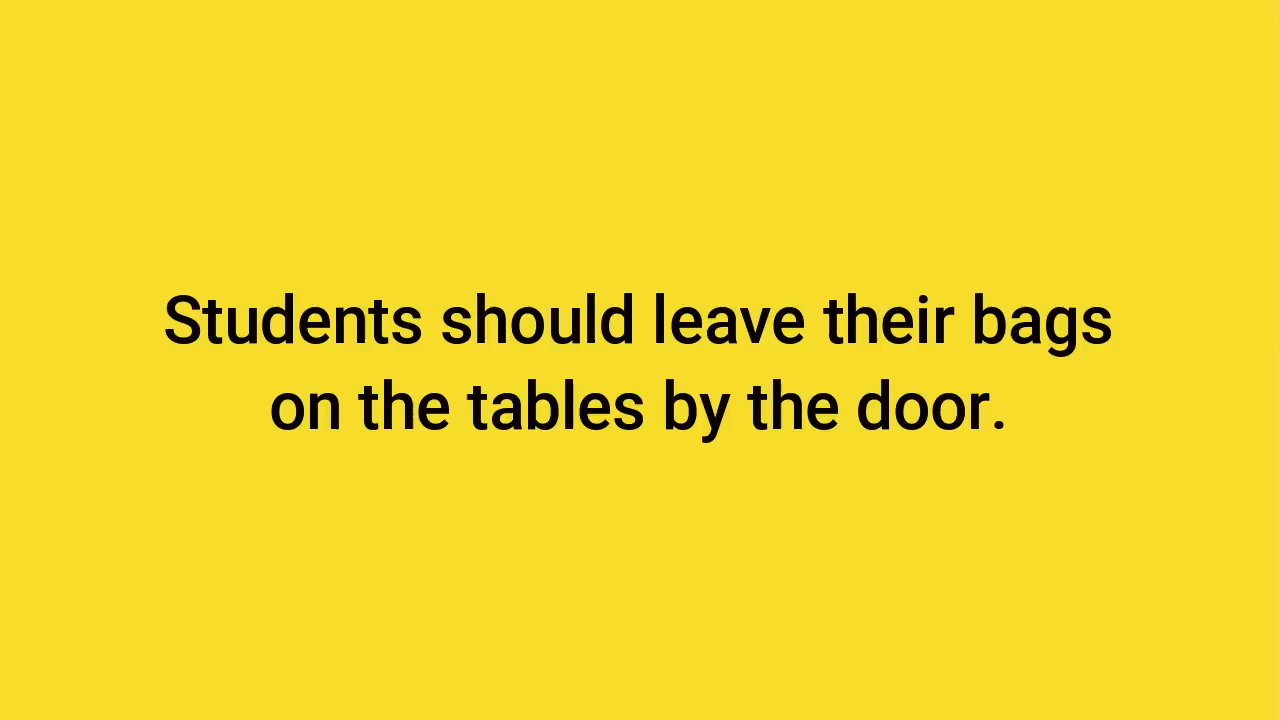 Students should leave their bags
on the tables by the door.